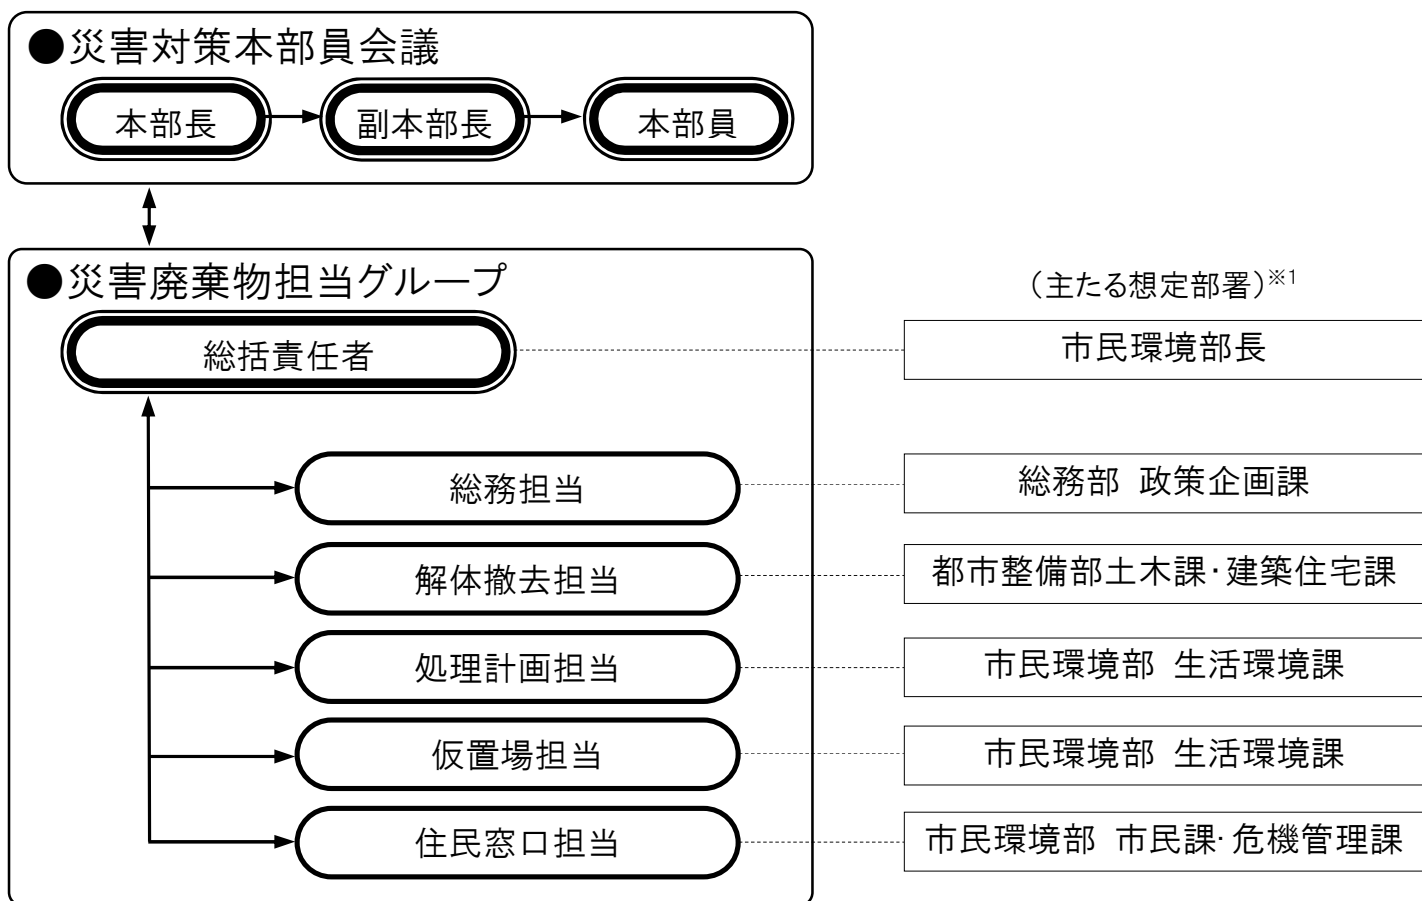 ●災害対策本部員会議
本部長
副本部長
本部員
●災害廃棄物担当グループ
(主たる想定部署)※1
総括責任者
市民環境部長
総務担当
総務部 政策企画課
解体撤去担当
都市整備部土木課・建築住宅課
処理計画担当
市民環境部 生活環境課
仮置場担当
市民環境部 生活環境課
住民窓口担当
市民環境部 市民課・危機管理課